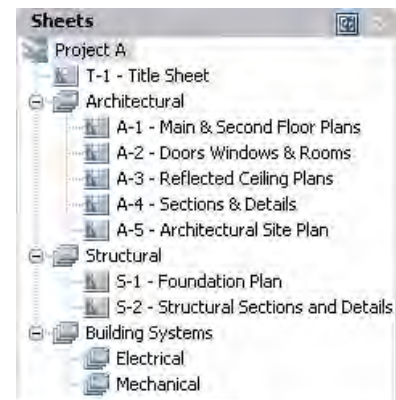 Sheets
Project A
T-1 - Title Sheet
Architectural
A-1 - Main & Second Floor Plans
A-2 - Doors Windows & Rooms
A-3 - Reflected Ceiling Plans
A-4 - Sections & Details
A-5 - Architectural Site Plan
Structural
S-1 - Foundation Plan
S-2 - Structural Sections and Details
Building Systems
Electrical
Mechanical